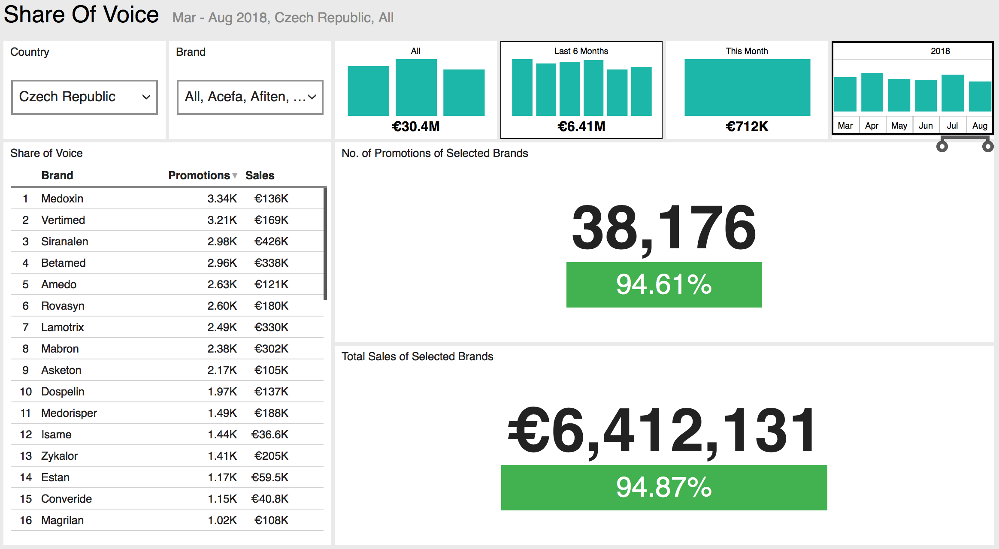 Share Of Voice Mar - Aug 2018, Czech Republic, All
Country
Czech Republic
Brand
All, Acefa, Afiten, ...
All
€30.4M
Last 6 Months
€6.41M
This Month
€712K
2018
Mar Apr May Jun Jul Aug
Share of Voice
Brand Promotions Sales
1 Medoxin 3.34K €136K
2 Vertimed 3.21K €169K
3 Siranalen 2.98K €426K
4 Betamed 2.96K €338K
5 Amedo 2.63K €121K
6 Rovasyn 2.60K €180K
7 Lamotrix 2.49K €330K
8 Mabron 2.38K €302K
9 Asketon 2.17K €105K
10 Dospelin 1.97K €137K
11 Medorisper 1.49K €188K
12 Isame 1.44K €36.6K
13 Zykalor 1.41K €205K
14 Estan 1.17K €59.5K
15 Converide 1.15K €40.8K
16 Magrilan 1.02K €108K
No. of Promotions of Selected Brands
38,176
94.61%
Total Sales of Selected Brands
€6,412,131
94.87%